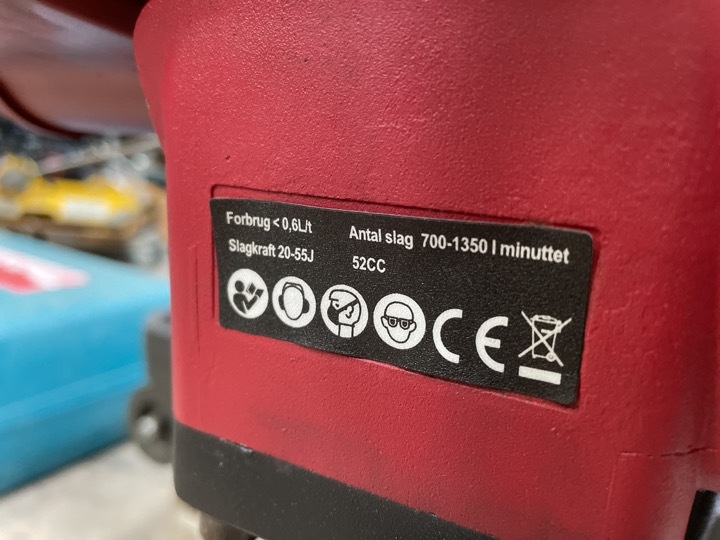 Forbrug < 0,6L/t
Antal slag 700-1350 I minuttet
Slagkraft 20-55J
52CC
CE